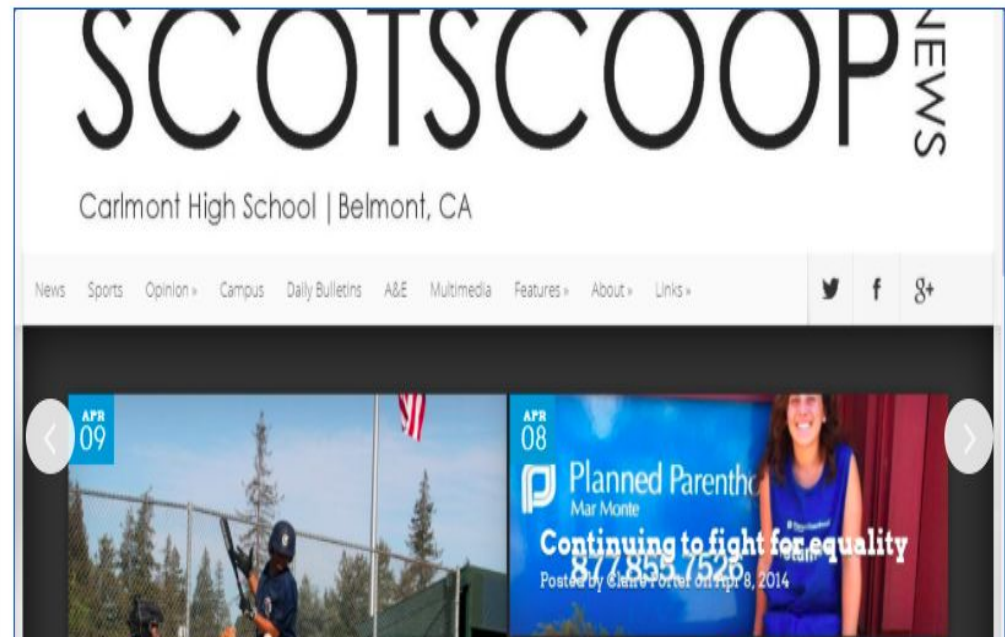 SCOTSCOOP
NEWS
Carlmont High School | Belmont, CA
News Sports Opinion » Campus Daily Bulletins A&E Multimedia Features » About » Links » f g+
APR
09
APR
08
Planned Parentho
Mar Monte
Continuing to fight for equality
877.855.7526
Posted by Claire Porter on Apr 8, 2014